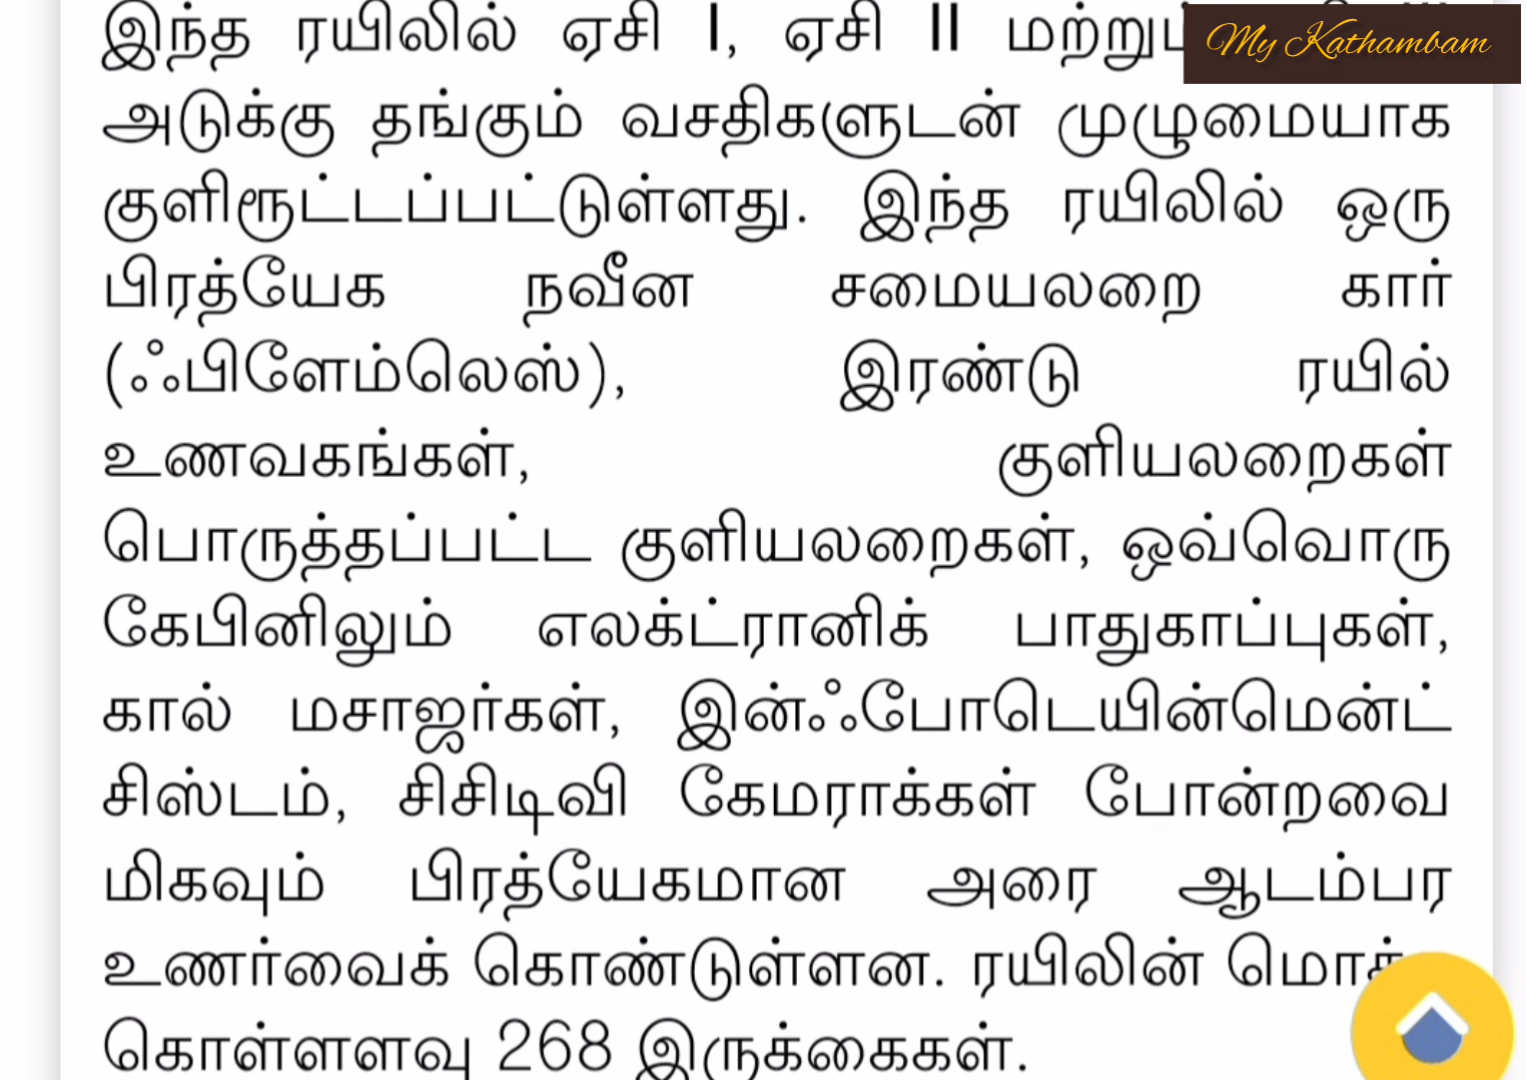 இந்த ரயிலில் ஏசி I, ஏசி II
My Kathambam
அடுக்கு தங்கும் வசதிகளுடன் முழுமையாக
குளிரூட்டப்பட்டுள்ளது. இந்த ரயிலில் ஒரு
பிரத்யேக நவீன சமையலறை கார்
(ஃபிளேம்லெஸ்), இரண்டு ரயில்
உணவகங்கள், குளியலறைகள்
பொருத்தப்பட்ட குளியலறைகள், ஒவ்வொரு
கேபினிலும் எலக்ட்ரானிக் பாதுகாப்புகள்,
கால் மசாஜர்கள், இன்ஃபோடெயின்மென்ட்
சிஸ்டம், சிசிடிவி கேமராக்கள் போன்றவை
மிகவும் பிரத்யேகமான அரை ஆடம்பர
உணர்வைக் கொண்டுள்ளன. ரயிலின்
கொள்ளளவு 268 இருக்கைகள்.